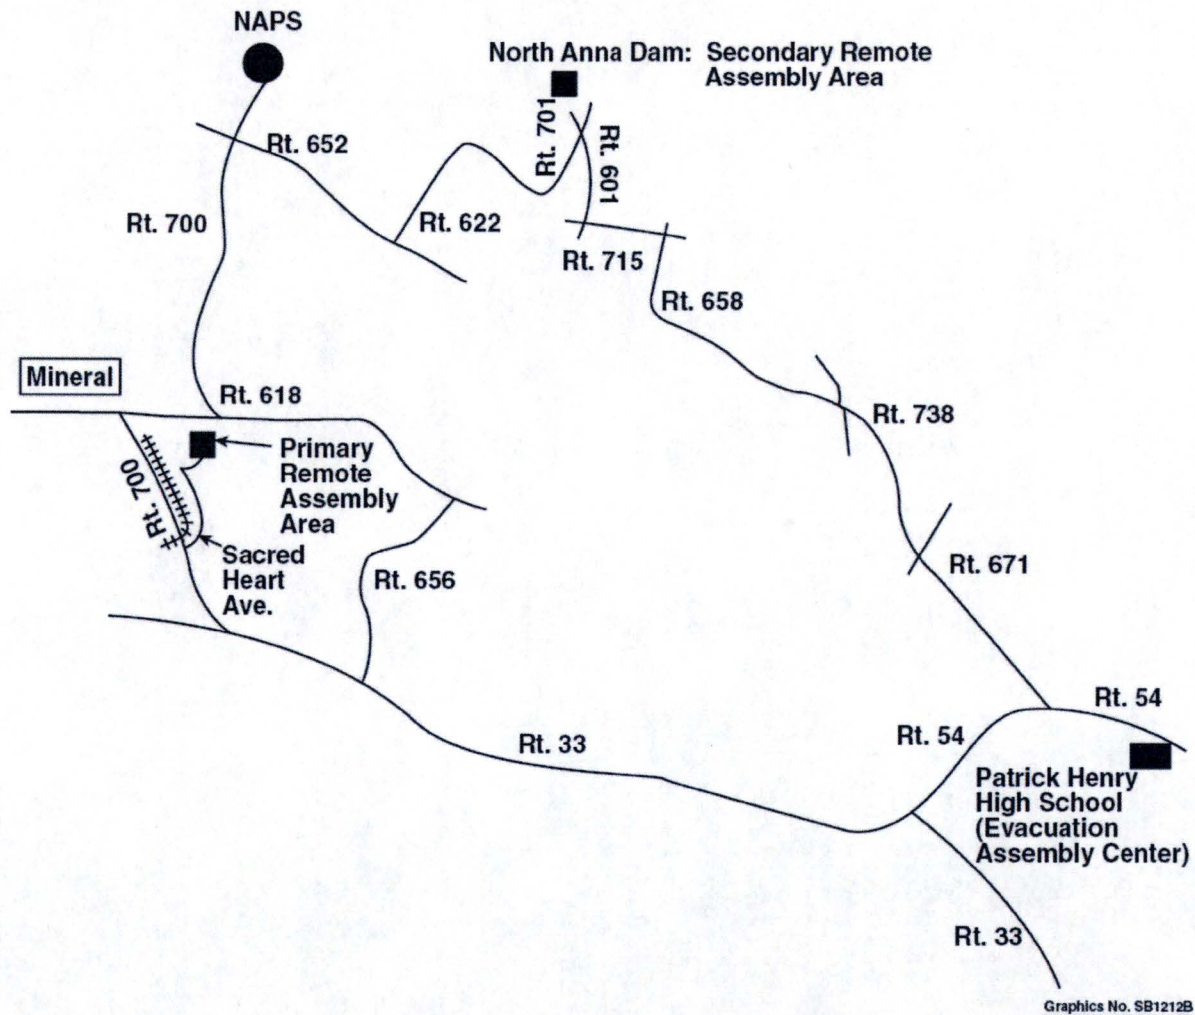 NAPS
North Anna Dam: Secondary Remote
Assembly Area
Rt. 701
Rt. 601
Rt. 652
Rt. 700
Rt. 622
Rt. 715
Rt. 658
Mineral
Rt. 618
Rt. 738
Primary
Remote
Assembly
Area
Rt. 700
Sacred
Heart
Ave.
Rt. 656
Rt. 671
Rt. 54
Rt. 54
Rt. 33
Patrick Henry
High School
(Evacuation
Assembly Center)
Rt. 33
Graphics No. SB1212B